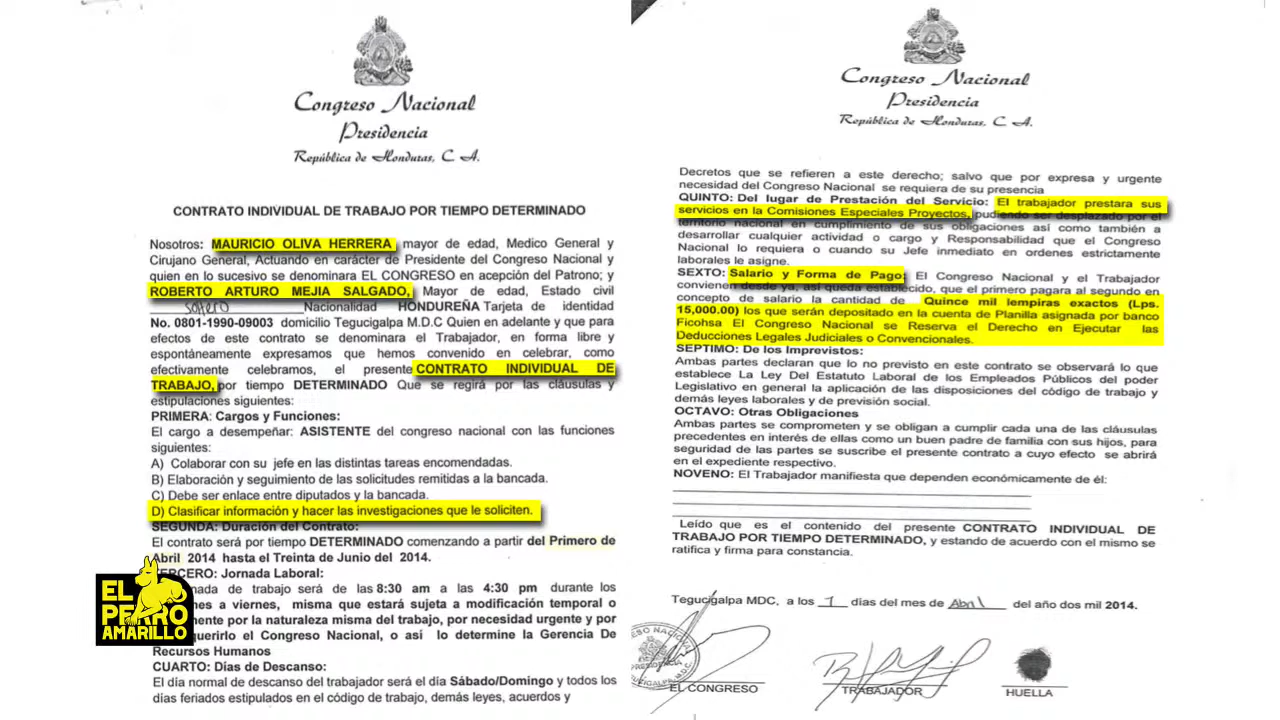 Congreso Nacional
Presidencia
República de Honduras, C. A.
CONTRATO INDIVIDUAL DE TRABAJO POR TIEMPO DETERMINADO
Nosotros: MAURICIO OLIVA HERRERA mayor de edad, Medico General y
Cirujano General, Actuando en carácter de Presidente del Congreso Nacional y
quien en lo sucesivo se denominara EL CONGRESO en acepción del Patrono; y
ROBERTO ARTURO MEJIA SALGADO, Mayor de edad, Estado civil
soltero Nacionalidad HONDUREÑA Tarjeta de identidad
No. 0801-1990-09003 domicilio Tegucigalpa M.D.C Quien en adelante y que para
efectos de este contrato se denominara el Trabajador, en forma libre y
espontáneamente expresamos que hemos convenido en celebrar, como
efectivamente celebramos, el presente CONTRATO INDIVIDUAL DE
TRABAJO, por tiempo DETERMINADO Que se regirá por las cláusulas y
estipulaciones siguientes:
PRIMERA: Cargos y Funciones:
El cargo a desempeñar: ASISTENTE del congreso nacional con las funciones
siguientes:
A) Colaborar con su jefe en las distintas tareas encomendadas.
B) Elaboración y seguimiento de las solicitudes remitidas a la bancada.
C) Debe ser enlace entre diputados y la bancada.
D) Clasificar información y hacer las investigaciones que le soliciten.
SEGUNDA: Duración del Contrato:
El contrato será por tiempo DETERMINADO comenzando a partir del Primero de
Abril 2014 hasta el Treinta de Junio del 2014.
TERCERO: Jornada Laboral:
nada de trabajo será de las 8:30 am a las 4:30 pm durante los
nes a viernes, misma que estará sujeta a modificación temporal o
mente por la naturaleza misma del trabajo, por necesidad urgente y por
querirlo el Congreso Nacional, o asi lo determine la Gerencia De
Recursos Humanos
CUARTO: Días de Descanso:
El día normal de descanso del trabajador será el día Sábado/Domingo y todos los
días feriados estipulados en el código de trabajo, demás leyes, acuerdos y
EL
PERRO
AMARILLO
Congreso Nacional
Presidencia
República de Honduras, C. A.
Decretos que se refieren a este derecho; salvo que por expresa y urgente
necesidad del Congreso Nacional se requiera de su presencia
QUINTO: Del lugar de Prestación del Servicio: El trabajador prestara sus
servicios en la Comisiones Especiales Proyectos, pudiendo ser desplazado por el
territorio nacional en cumplimiento de sus obligaciones así como también a
desarrollar cualquier actividad o cargo y Responsabilidad que el Congreso
Nacional lo requiera o cuando su Jefe inmediato en ordenes estrictamente
laborales le asigne.
SEXTO: Salario y Forma de Pago; El Congreso Nacional y el Trabajador
convienen desde ya, así queda establecido, que el primero pagara al segundo en
concepto de salario la cantidad de Quince mil lempiras exactos (Lps.
15,000.00) los que serán depositado en la cuenta de Planilla asignada por banco
Ficohsa El Congreso Nacional se Reserva el Derecho en Ejecutar las
Deducciones Legales Judiciales o Convencionales.
SEPTIMO: De los Imprevistos:
Ambas partes declaran que lo no previsto en este contrato se observará lo que
establece La Ley Del Estatuto Laboral de los Empleados Públicos del poder
Legislativo en general la aplicación de las disposiciones del código de trabajo y
demás leyes laborales y de previsión social.
OCTAVO: Otras Obligaciones
Ambas partes se comprometen y se obligan a cumplir cada una de las cláusulas
precedentes en interés de ellas como un buen padre de familia con sus hijos, para
seguridad de las partes se suscribe el presente contrato a cuyo efecto se abrirá
en el expediente respectivo.
NOVENO: El Trabajador manifiesta que dependen económicamente de él:
Leído que es el contenido del presente CONTRATO INDIVIDUAL DE
TRABAJO POR TIEMPO DETERMINADO, y estando de acuerdo con el mismo se
ratifica y firma para constancia.
Tegucigalpa MDC, a los 1 días del mes de Abril del año dos mil 2014.
EL CONGRESO
TRABAJADOR
HUELLA